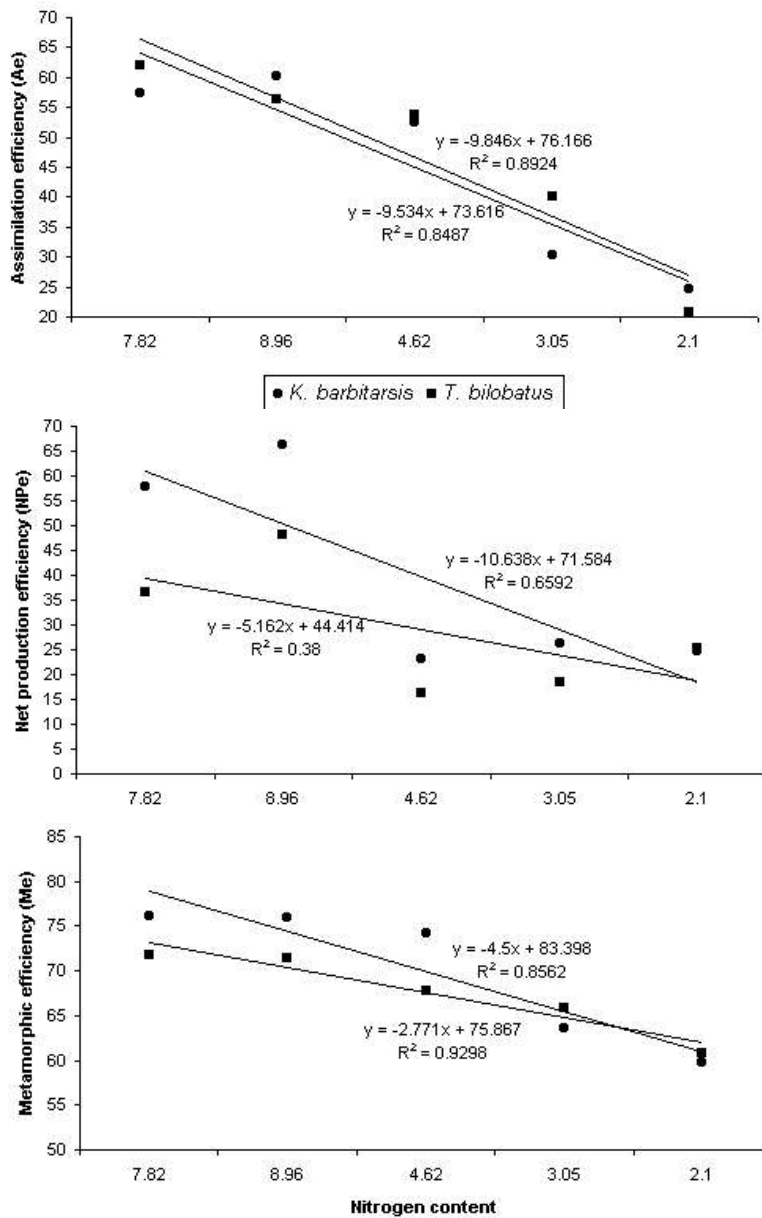 Assimilation efficiency (Ae)
70
65
60
55
50
45
40
35
30
25
20
y = -9.846x + 76.166
R² = 0.8924
y = -9.534x + 73.616
R² = 0.8487
7.82 8.96 4.62 3.05 2.1
K. barbitarsis T. bilobatus
Net production efficiency (NPe)
70
65
60
55
50
45
40
35
30
25
20
15
10
5
0
y = -10.638x + 71.584
R² = 0.6592
y = -5.162x + 44.414
R² = 0.38
7.82 8.96 4.62 3.05 2.1
Metamorphic efficiency (Me)
85
80
75
70
65
60
55
50
y = -4.5x + 83.398
R² = 0.8562
y = -2.771x + 75.867
R² = 0.9298
7.82 8.96 4.62 3.05 2.1
Nitrogen content